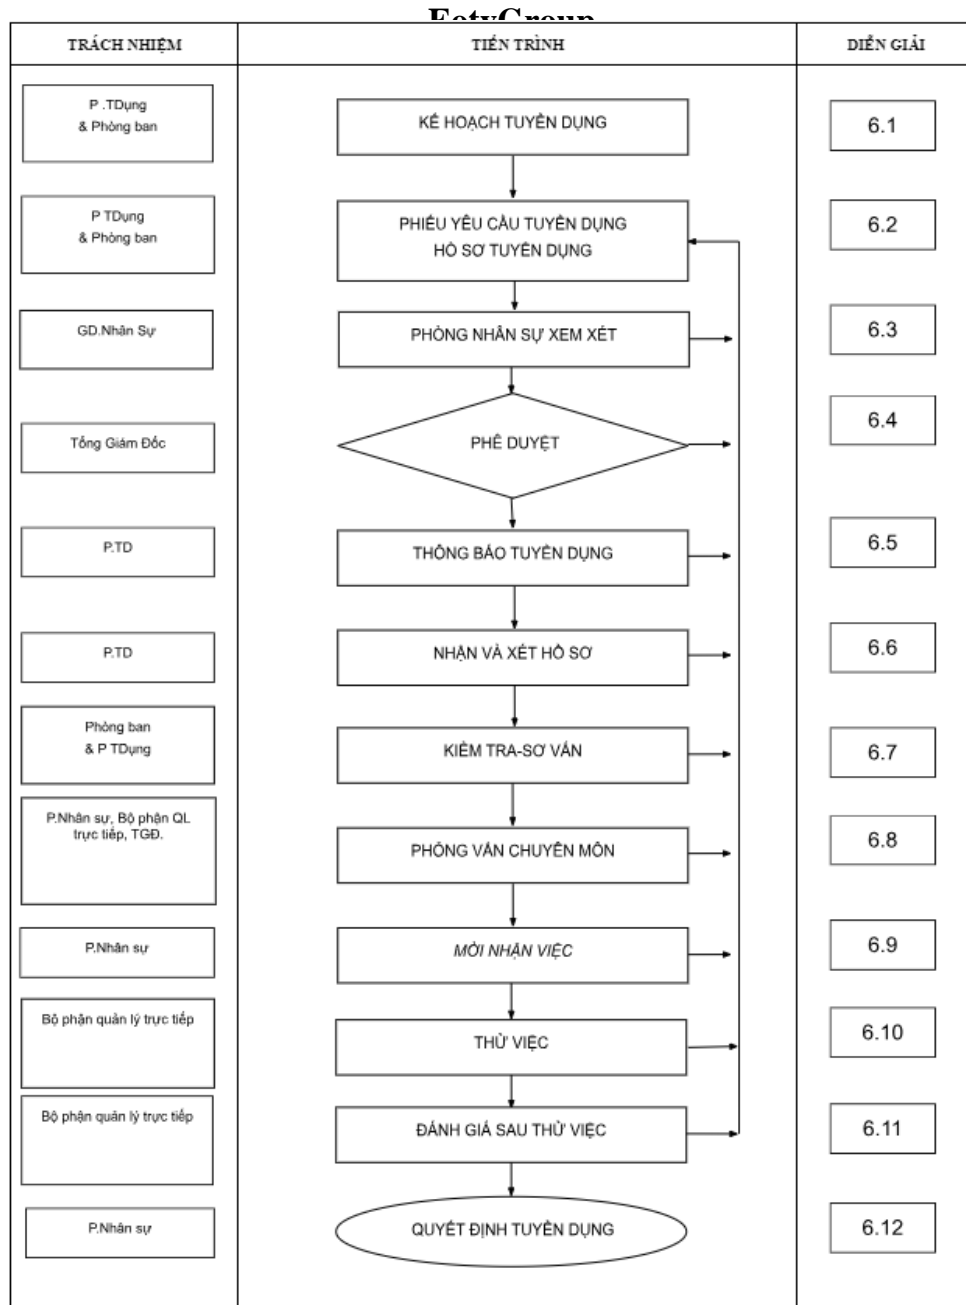 TRÁCH NHIỆM TIẾN TRÌNH DIỄN GIẢI
P .TDụng
& Phòng ban
KẾ HOẠCH TUYỂN DỤNG
6.1
P TDụng
& Phòng ban
PHIẾU YÊU CẦU TUYỂN DỤNG
HỒ SƠ TUYỂN DỤNG
6.2
GD.Nhân Sự
PHÒNG NHÂN SỰ XEM XÉT
6.3
Tổng Giám Đốc
PHÊ DUYỆT
6.4
P.TD
THÔNG BÁO TUYỂN DỤNG
6.5
P.TD
NHẬN VÀ XÉT HỒ SƠ
6.6
Phòng ban
& P TDụng
KIỂM TRA-SƠ VẤN
6.7
P.Nhân sự, Bộ phận QL
trực tiếp, TGĐ.
PHỎNG VẤN CHUYÊN MÔN
6.8
P.Nhân sự
MỜI NHẬN VIỆC
6.9
Bộ phận quản lý trực tiếp
THỬ VIỆC
6.10
Bộ phận quản lý trực tiếp
ĐÁNH GIÁ SAU THỬ VIỆC
6.11
P.Nhân sự
QUYẾT ĐỊNH TUYỂN DỤNG
6.12